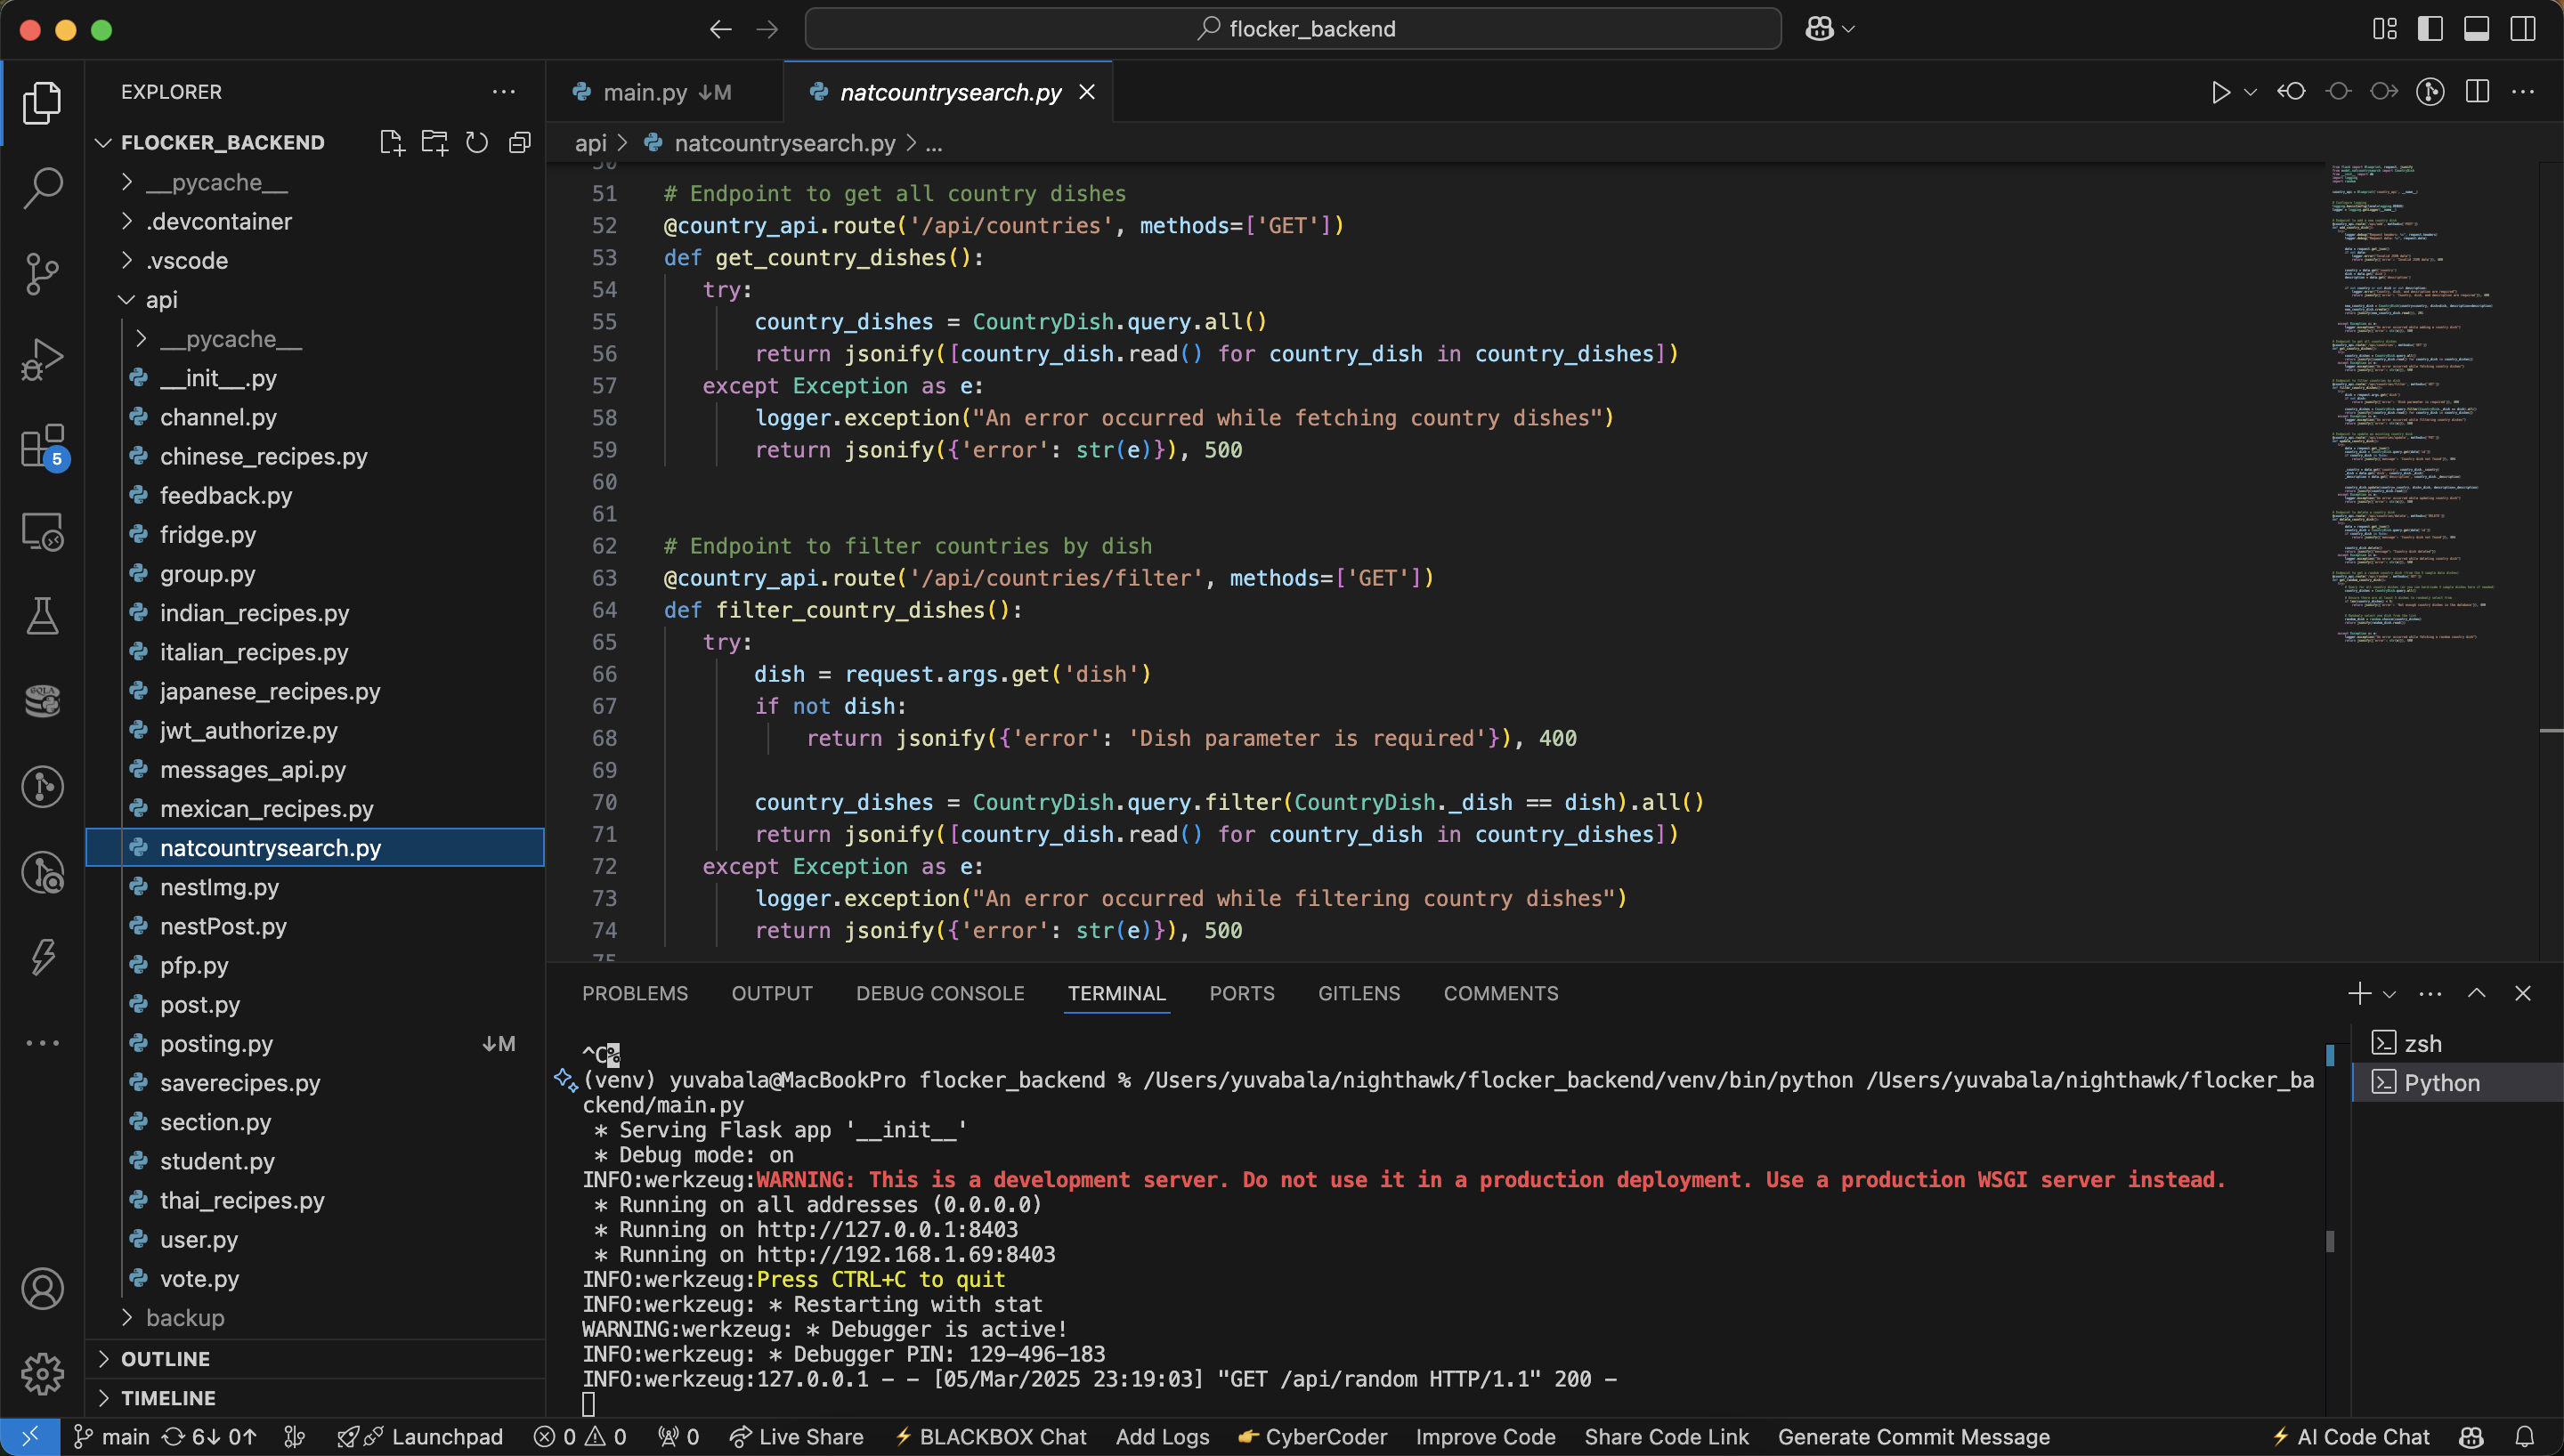 flocker_backend
EXPLORER
FLOCKER_BACKEND
__pycache__
.devcontainer
.vscode
api
__pycache__
__init__.py
channel.py
chinese_recipes.py
feedback.py
fridge.py
group.py
indian_recipes.py
italian_recipes.py
japanese_recipes.py
jwt_authorize.py
messages_api.py
mexican_recipes.py
natcountrysearch.py
nestImg.py
nestPost.py
pfp.py
post.py
posting.py ↓M
saverecipes.py
section.py
student.py
thai_recipes.py
user.py
vote.py
backup
OUTLINE
TIMELINE
5
main.py ↓M
natcountrysearch.py
api > natcountrysearch.py > ...
51 # Endpoint to get all country dishes
52 @country_api.route('/api/countries', methods=['GET'])
53 def get_country_dishes():
54 try:
55 country_dishes = CountryDish.query.all()
56 return jsonify([country_dish.read() for country_dish in country_dishes])
57 except Exception as e:
58 logger.exception("An error occurred while fetching country dishes")
59 return jsonify({'error': str(e)}), 500
60
61
62 # Endpoint to filter countries by dish
63 @country_api.route('/api/countries/filter', methods=['GET'])
64 def filter_country_dishes():
65 try:
66 dish = request.args.get('dish')
67 if not dish:
68 return jsonify({'error': 'Dish parameter is required'}), 400
69
70 country_dishes = CountryDish.query.filter(CountryDish._dish == dish).all()
71 return jsonify([country_dish.read() for country_dish in country_dishes])
72 except Exception as e:
73 logger.exception("An error occurred while filtering country dishes")
74 return jsonify({'error': str(e)}), 500
75
PROBLEMS OUTPUT DEBUG CONSOLE TERMINAL PORTS GITLENS COMMENTS
^C%
(venv) yuvabala@MacBookPro flocker_backend % /Users/yuvabala/nighthawk/flocker_backend/venv/bin/python /Users/yuvabala/nighthawk/flocker_ba
ckend/main.py
* Serving Flask app '__init__'
* Debug mode: on
INFO:werkzeug:WARNING: This is a development server. Do not use it in a production deployment. Use a production WSGI server instead.
* Running on all addresses (0.0.0.0)
* Running on http://127.0.0.1:8403
* Running on http://192.168.1.69:8403
INFO:werkzeug:Press CTRL+C to quit
INFO:werkzeug: * Restarting with stat
WARNING:werkzeug: * Debugger is active!
INFO:werkzeug: * Debugger PIN: 129-496-183
INFO:werkzeug:127.0.0.1 - - [05/Mar/2025 23:19:03] "GET /api/random HTTP/1.1" 200 -
zsh
Python
main 6↓ 0↑ Launchpad 0 0 0 Live Share BLACKBOX Chat Add Logs CyberCoder Improve Code Share Code Link Generate Commit Message AI Code Chat